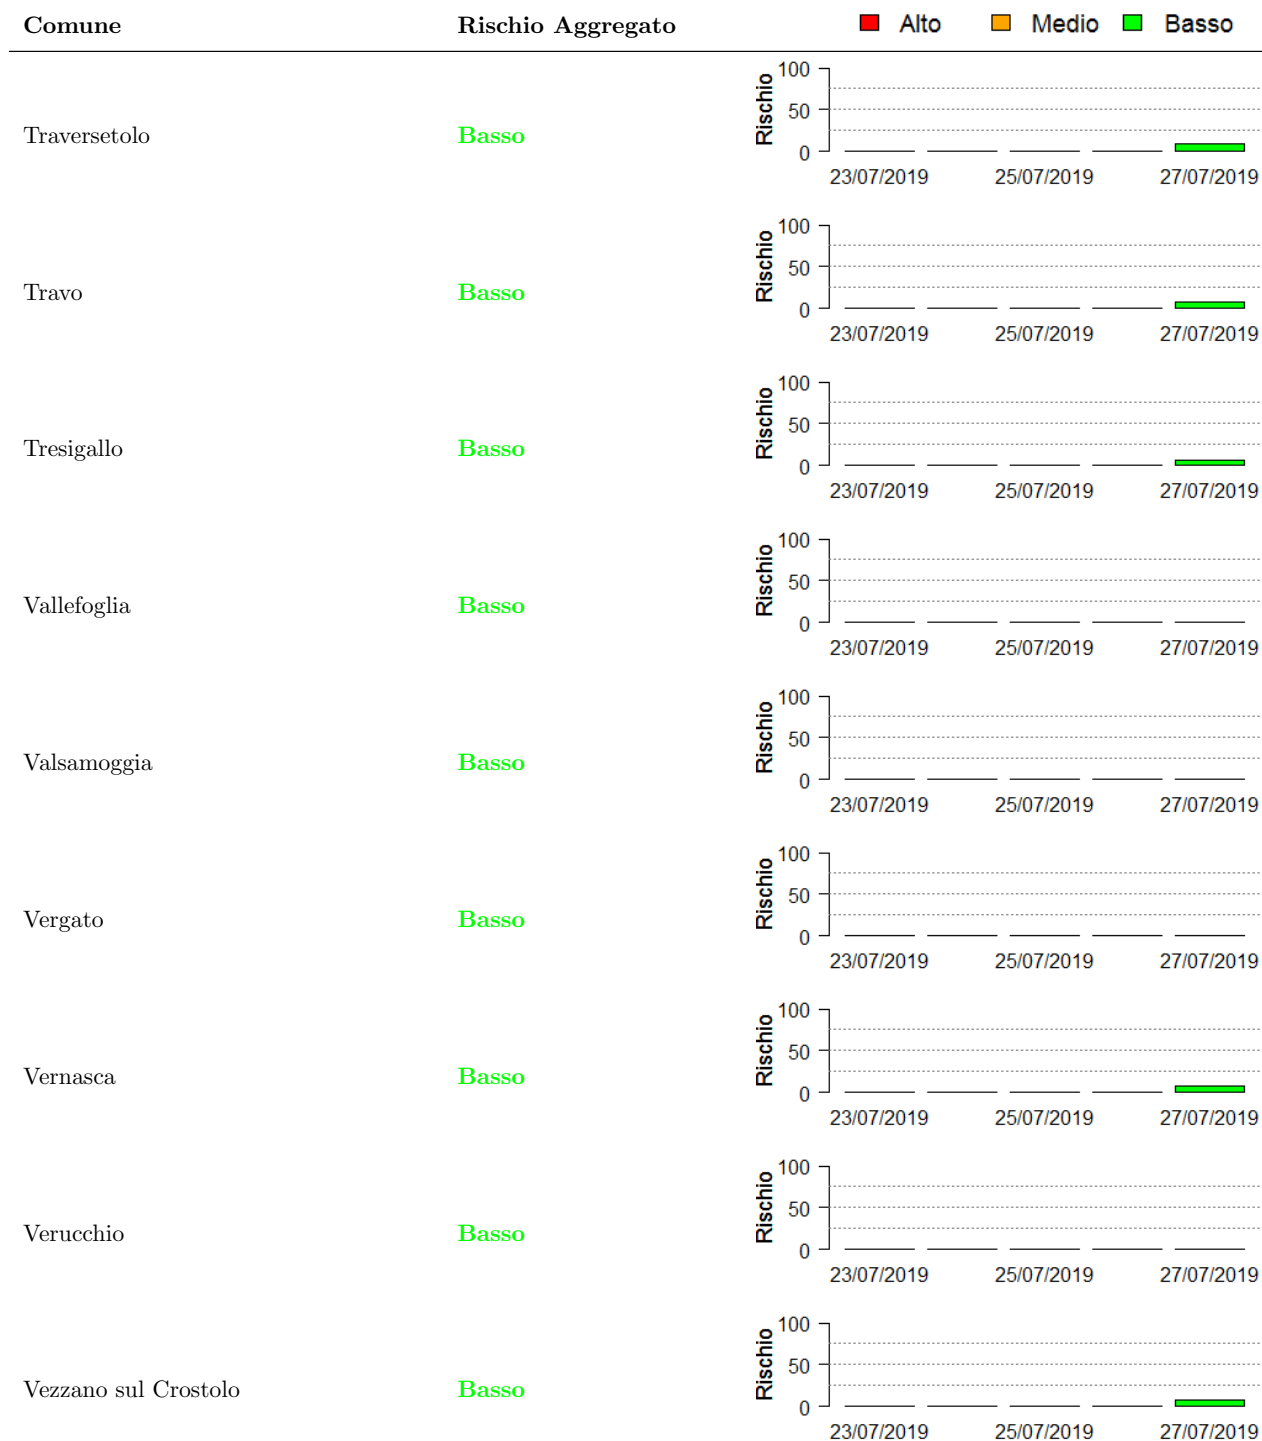 Comune Rischio Aggregato Alto Medio Basso
100
Rischio
50
Traversetolo Basso
0
23/07/2019 25/07/2019 27/07/2019
100
Rischio
50
Travo Basso
0
23/07/2019 25/07/2019 27/07/2019
100
Rischio
50
Tresigallo Basso
0
23/07/2019 25/07/2019 27/07/2019
100
Rischio
50
Vallefoglia Basso
0
23/07/2019 25/07/2019 27/07/2019
100
Rischio
50
Valsamoggia Basso
0
23/07/2019 25/07/2019 27/07/2019
100
Rischio
50
Vergato Basso
0
23/07/2019 25/07/2019 27/07/2019
100
Rischio
50
Vernasca Basso
0
23/07/2019 25/07/2019 27/07/2019
100
Rischio
50
Verucchio Basso
0
23/07/2019 25/07/2019 27/07/2019
100
Rischio
50
Vezzano sul Crostolo Basso
0
23/07/2019 25/07/2019 27/07/2019